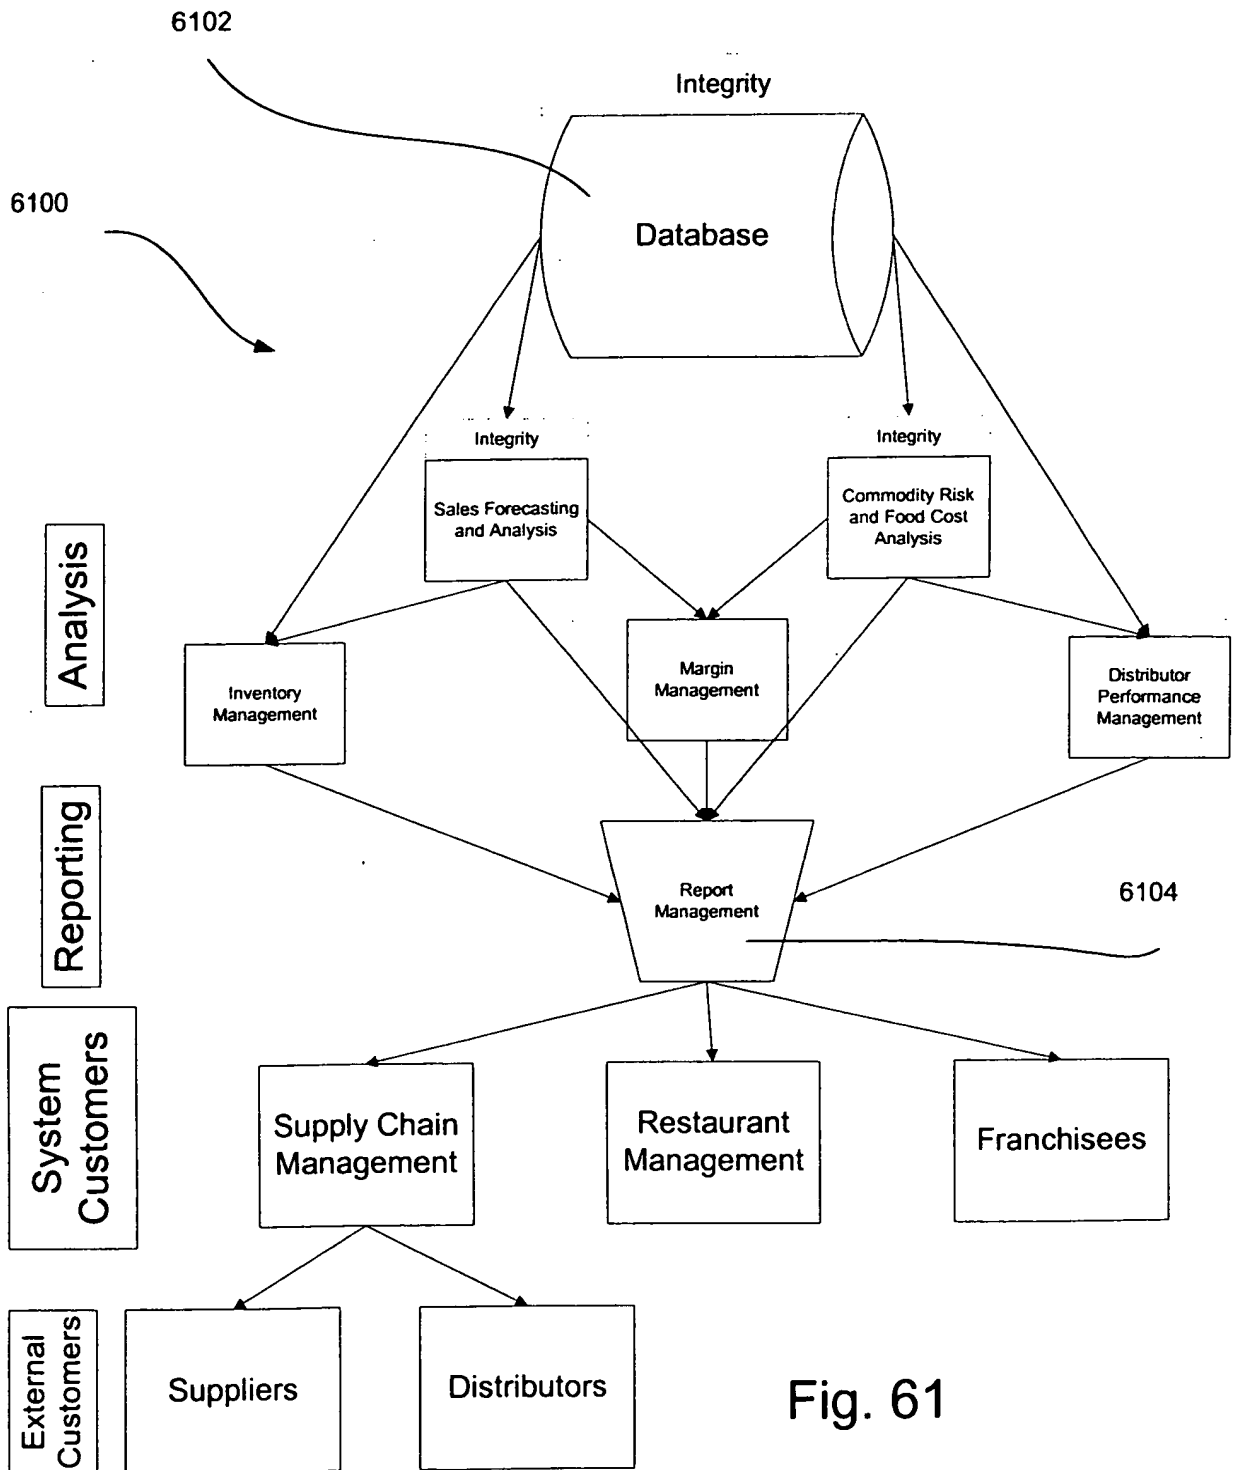 6102
Integrity
6100
Database
Integrity
Integrity
Sales Forecasting
and Analysis
Commodity Risk
and Food Cost
Analysis
Analysis
Inventory
Management
Margin
Management
Distributor
Performance
Management
Reporting
Report
Management
6104
System
Customers
Supply Chain
Management
Restaurant
Management
Franchisees
External
Customers
Suppliers
Distributors
Fig. 61